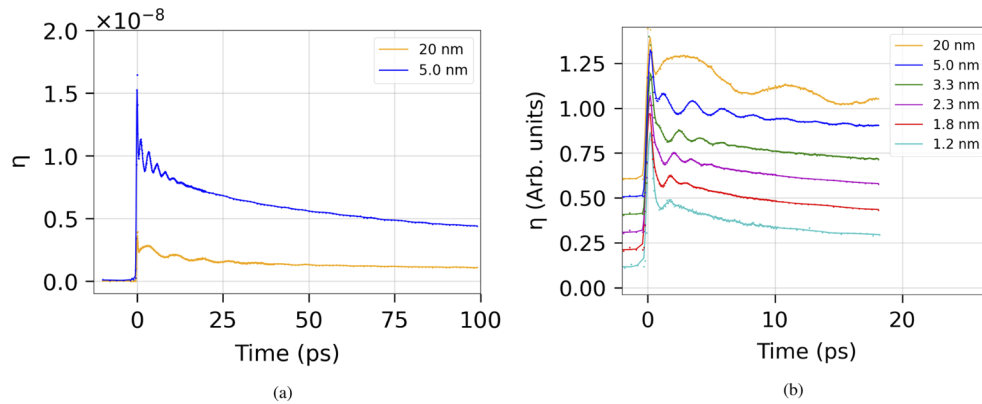 ×10⁻⁸
2.0
1.5
1.0
0.5
0.0
η
0 25 50 75 100
Time (ps)
20 nm
5.0 nm
(a)
1.25
1.00
0.75
0.50
0.25
0.00
η (Arb. units)
0 10 20
Time (ps)
20 nm
5.0 nm
3.3 nm
2.3 nm
1.8 nm
1.2 nm
(b)